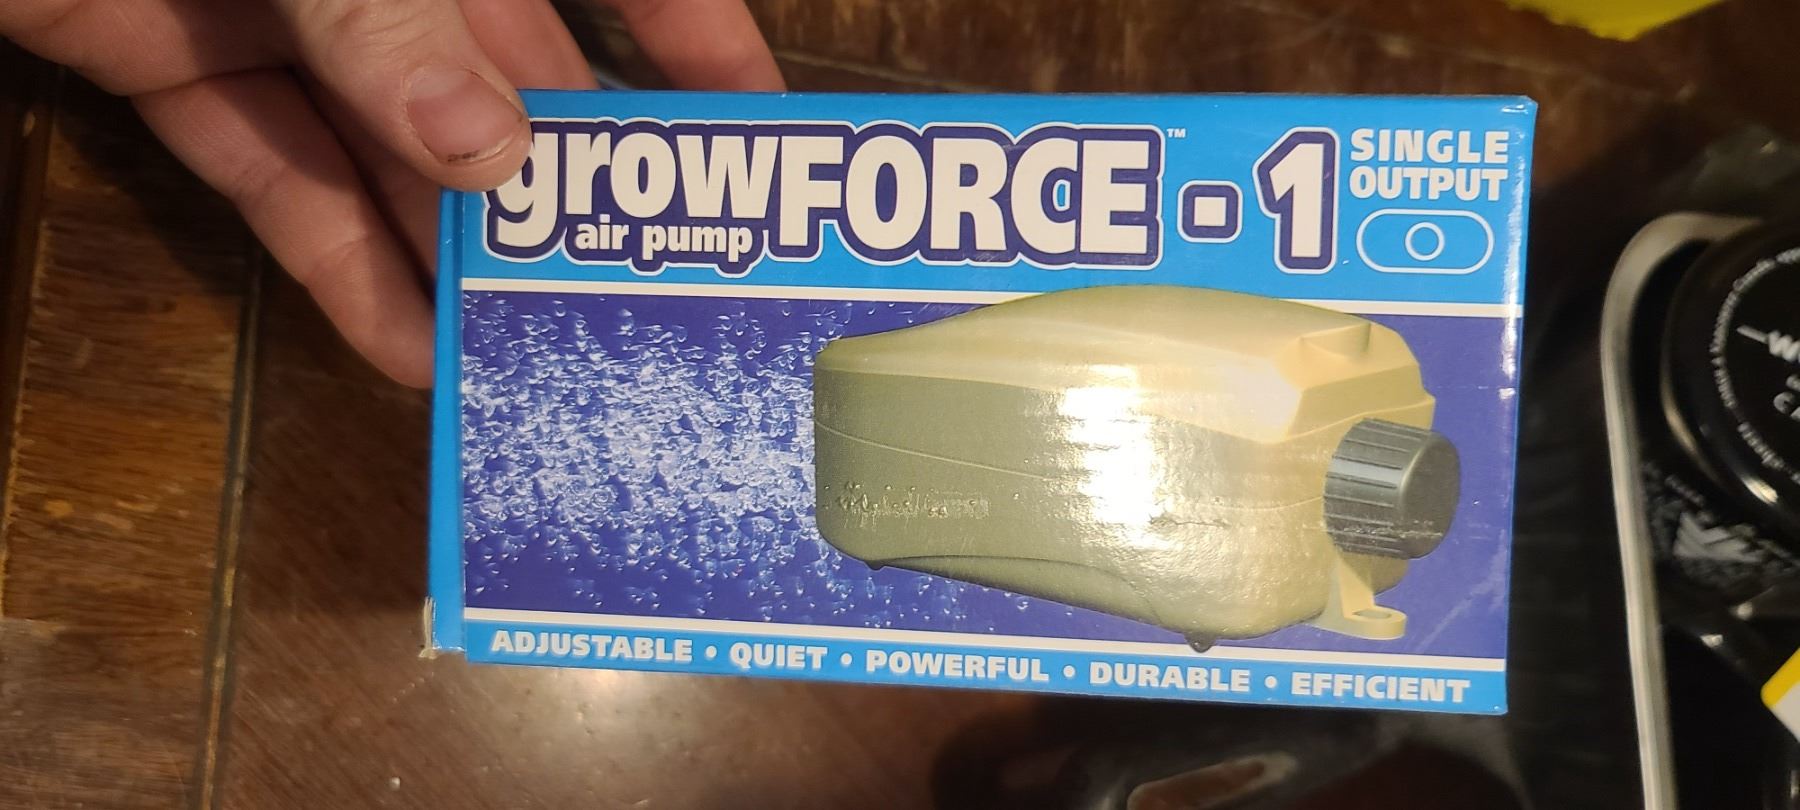 growFORCE™ - 1
air pump
SINGLE
OUTPUT
ADJUSTABLE • QUIET • POWERFUL • DURABLE • EFFICIENT